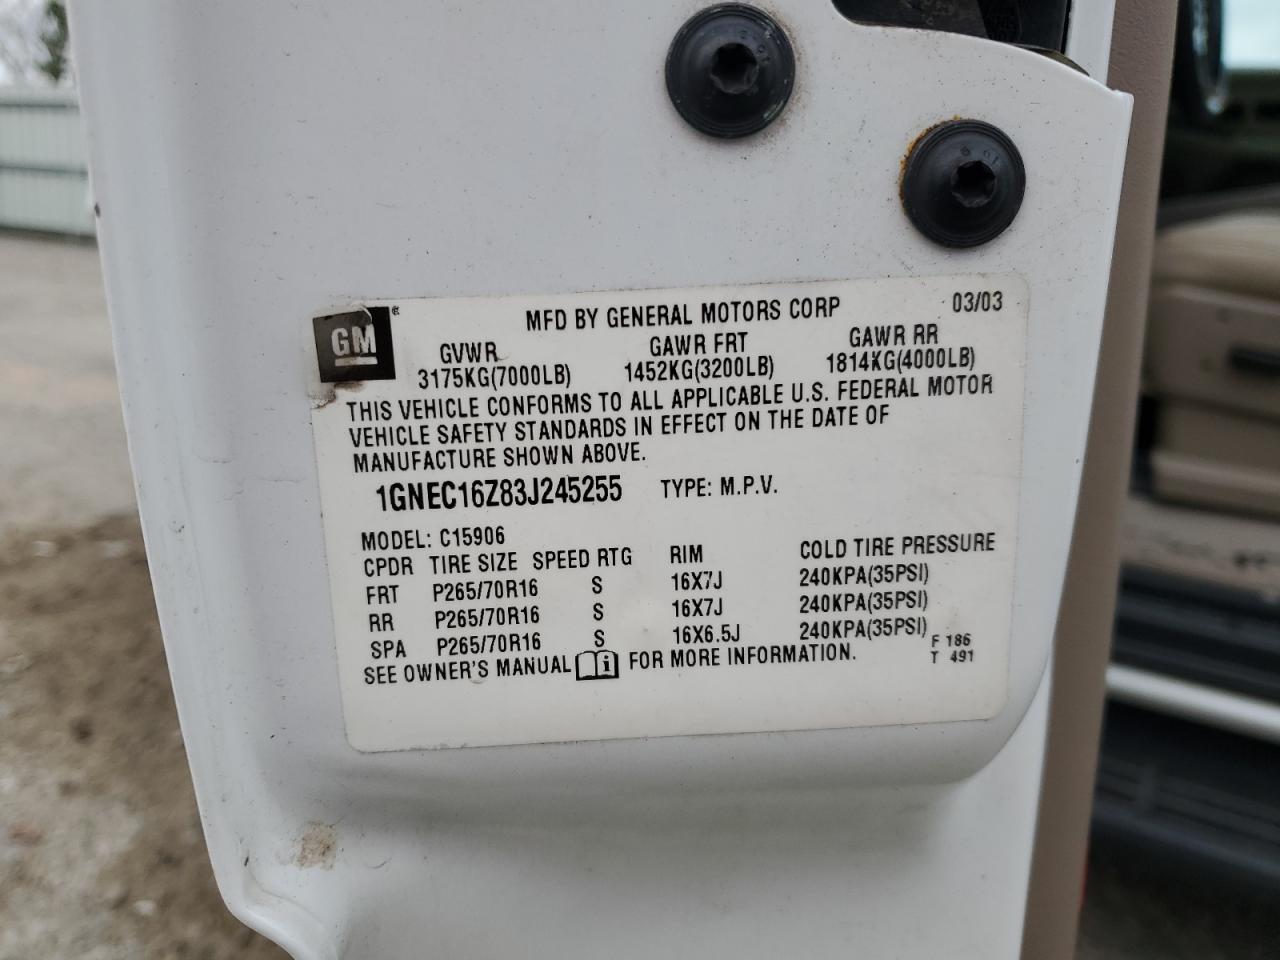 GM ®
MFD BY GENERAL MOTORS CORP 03/03
GVWR GAWR FRT GAWR RR
3175KG(7000LB) 1452KG(3200LB) 1814KG(4000LB)
THIS VEHICLE CONFORMS TO ALL APPLICABLE U.S. FEDERAL MOTOR
VEHICLE SAFETY STANDARDS IN EFFECT ON THE DATE OF
MANUFACTURE SHOWN ABOVE.
1GNEC16Z83J245255 TYPE: M.P.V.
MODEL: C15906
CPDR TIRE SIZE SPEED RTG RIM COLD TIRE PRESSURE
FRT P265/70R16 S 16X7J 240KPA(35PSI)
RR P265/70R16 S 16X7J 240KPA(35PSI)
SPA P265/70R16 S 16X6.5J 240KPA(35PSI)
SEE OWNER'S MANUAL i FOR MORE INFORMATION.
F 186
T 491